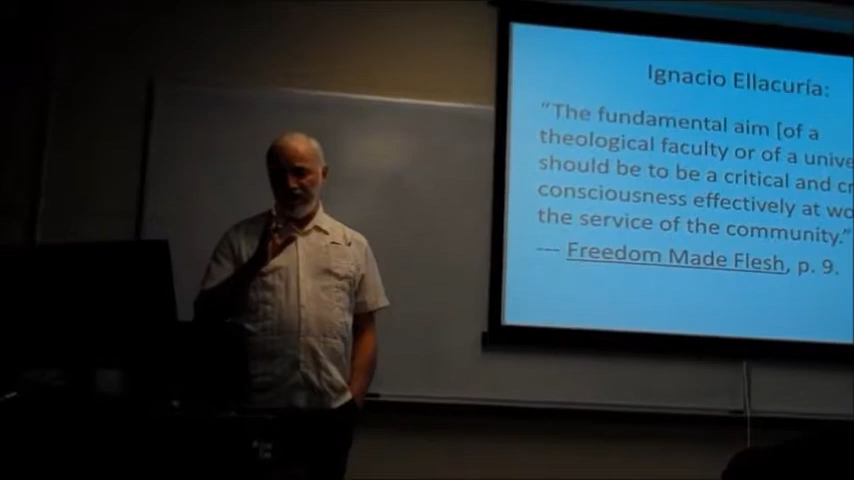 Ignacio Ellacuría:
"The fundamental aim [of a
theological faculty or of a
should be to be a critical and
consciousness effectively at
the service of the community."
— Freedom Made Flesh, p. 9.